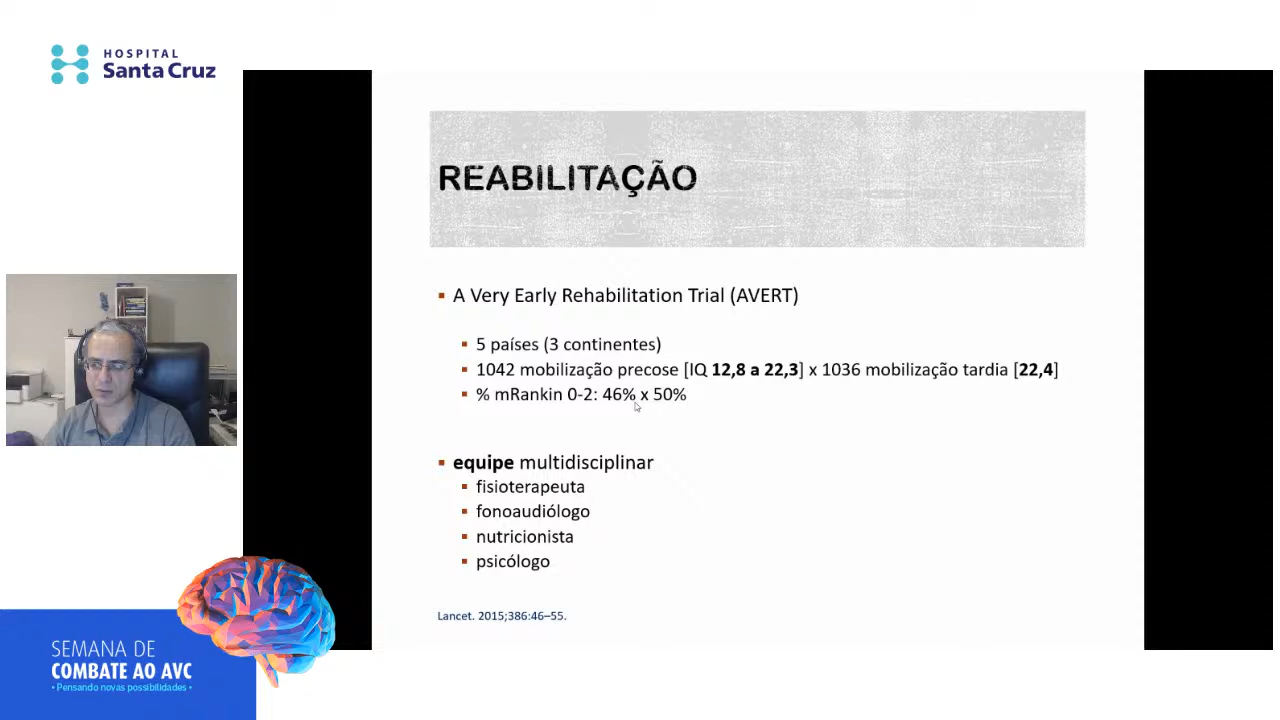 HOSPITAL
Santa Cruz
REABILITAÇÃO
▪ A Very Early Rehabilitation Trial (AVERT)
▪ 5 países (3 continentes)
▪ 1042 mobilização precose [IQ 12,8 a 22,3] x 1036 mobilização tardia [22,4]
▪ % mRankin 0-2: 46% x 50%
▪ equipe multidisciplinar
▪ fisioterapeuta
▪ fonoaudiólogo
▪ nutricionista
▪ psicólogo
Lancet. 2015;386:46–55.
SEMANA DE
COMBATE AO AVC
• Pensando novas possibilidades •